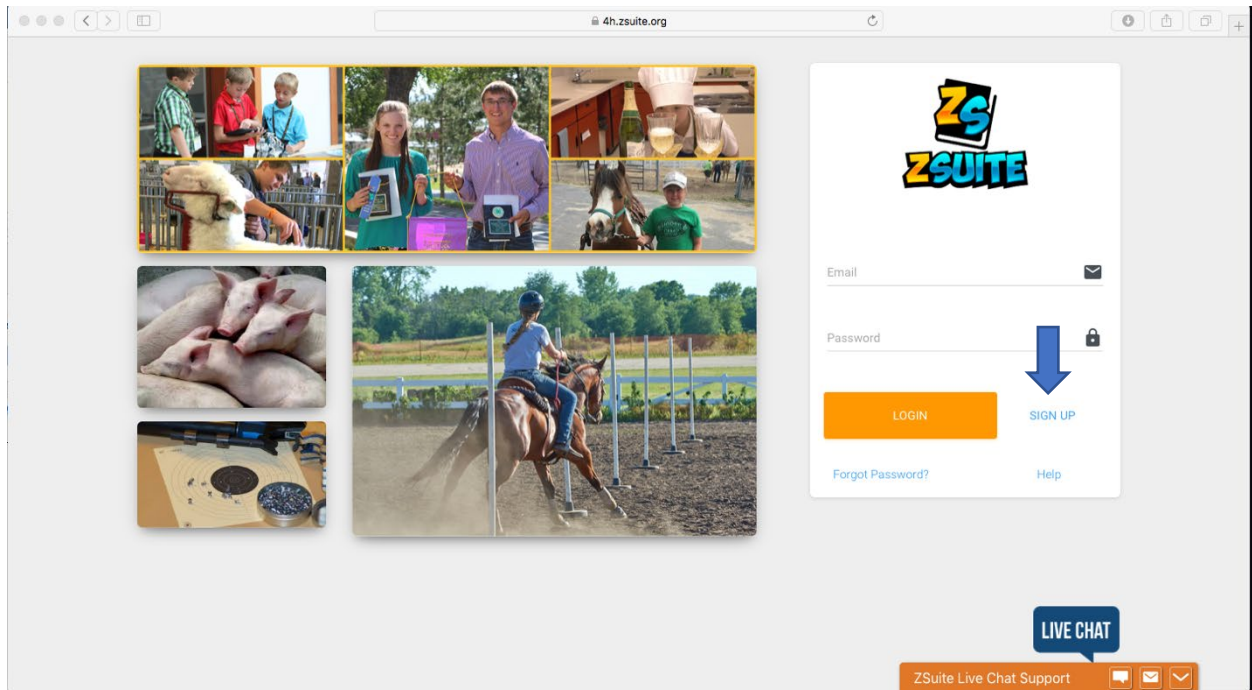 4h.zsuite.org
ZS
ZSUITE
Email
Password
LOGIN
SIGN UP
Forgot Password?
Help
LIVE CHAT
ZSuite Live Chat Support